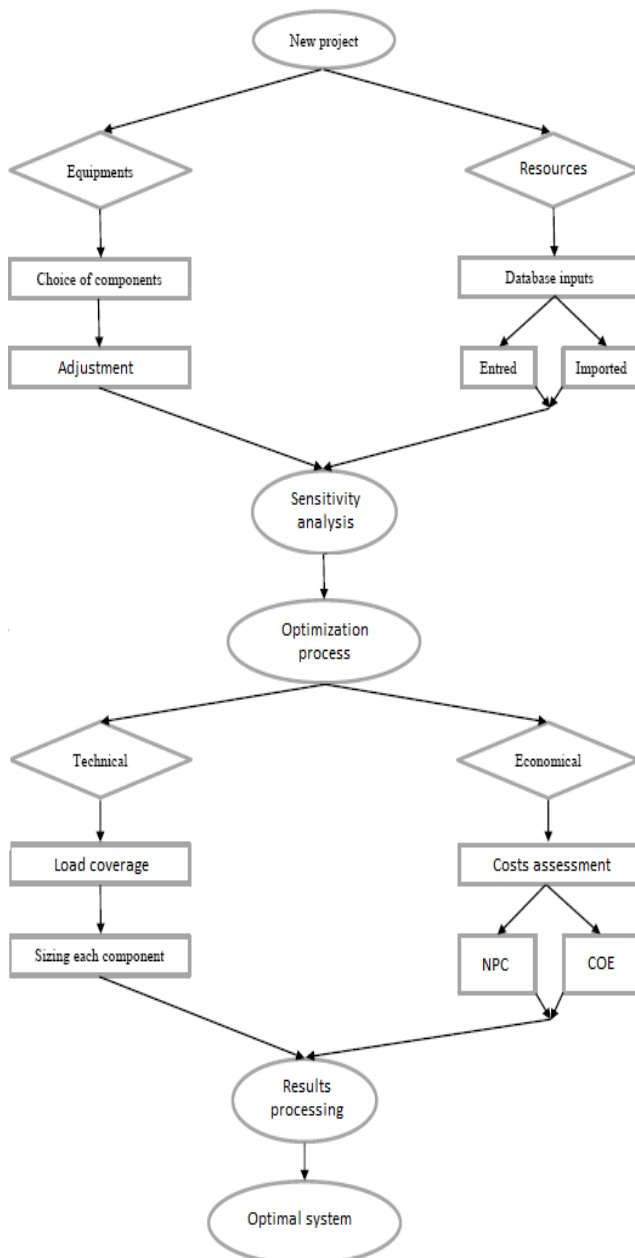 New project
Equipments
Resources
Choice of components
Database inputs
Adjustment
Entred
Imported
Sensitivity
analysis
Optimization
process
Technical
Economical
Load coverage
Costs assessment
Sizing each component
NPC
COE
Results
processing
Optimal system